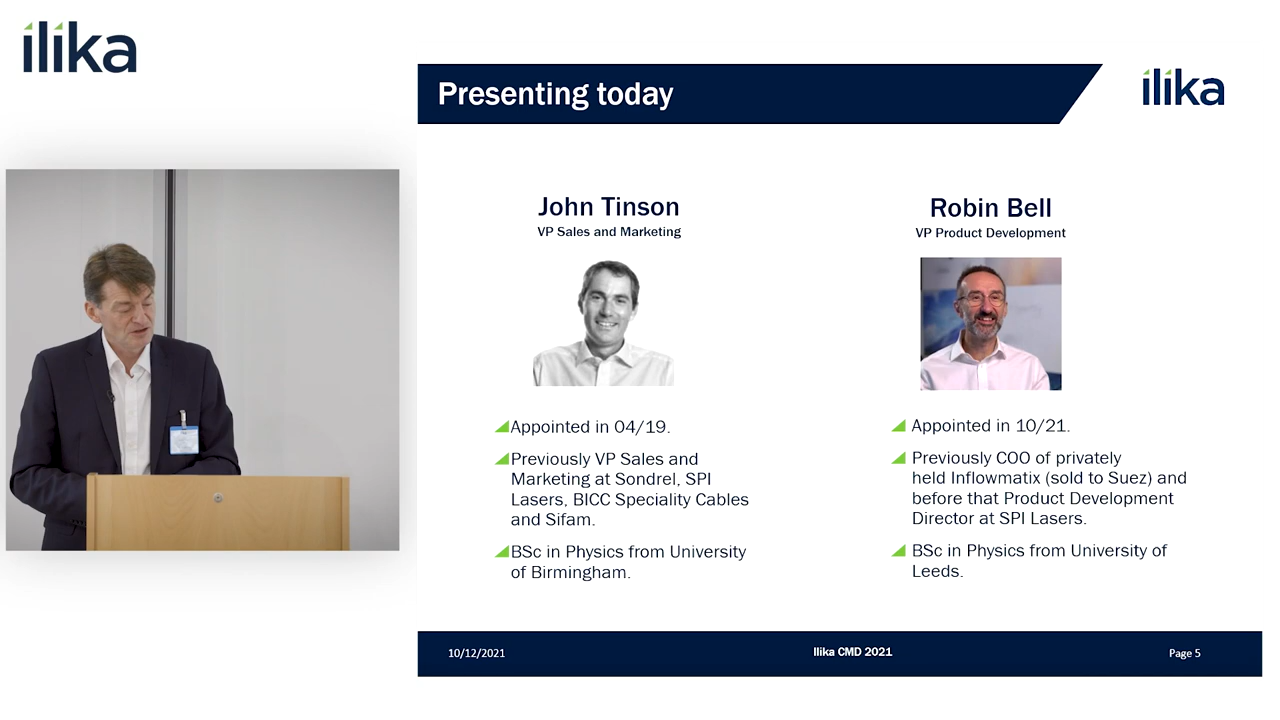 ilika
Presenting today
ilika
John Tinson
VP Sales and Marketing
Appointed in 04/19.
Previously VP Sales and
Marketing at Sondrel, SPI
Lasers, BICC Speciality Cables
and Sifam.
BSc in Physics from University
of Birmingham.
Robin Bell
VP Product Development
Appointed in 10/21.
Previously COO of privately
held Inflowmatix (sold to Suez) and
before that Product Development
Director at SPI Lasers.
BSc in Physics from University of
Leeds.
10/12/2021
Ilika CMD 2021
Page 5